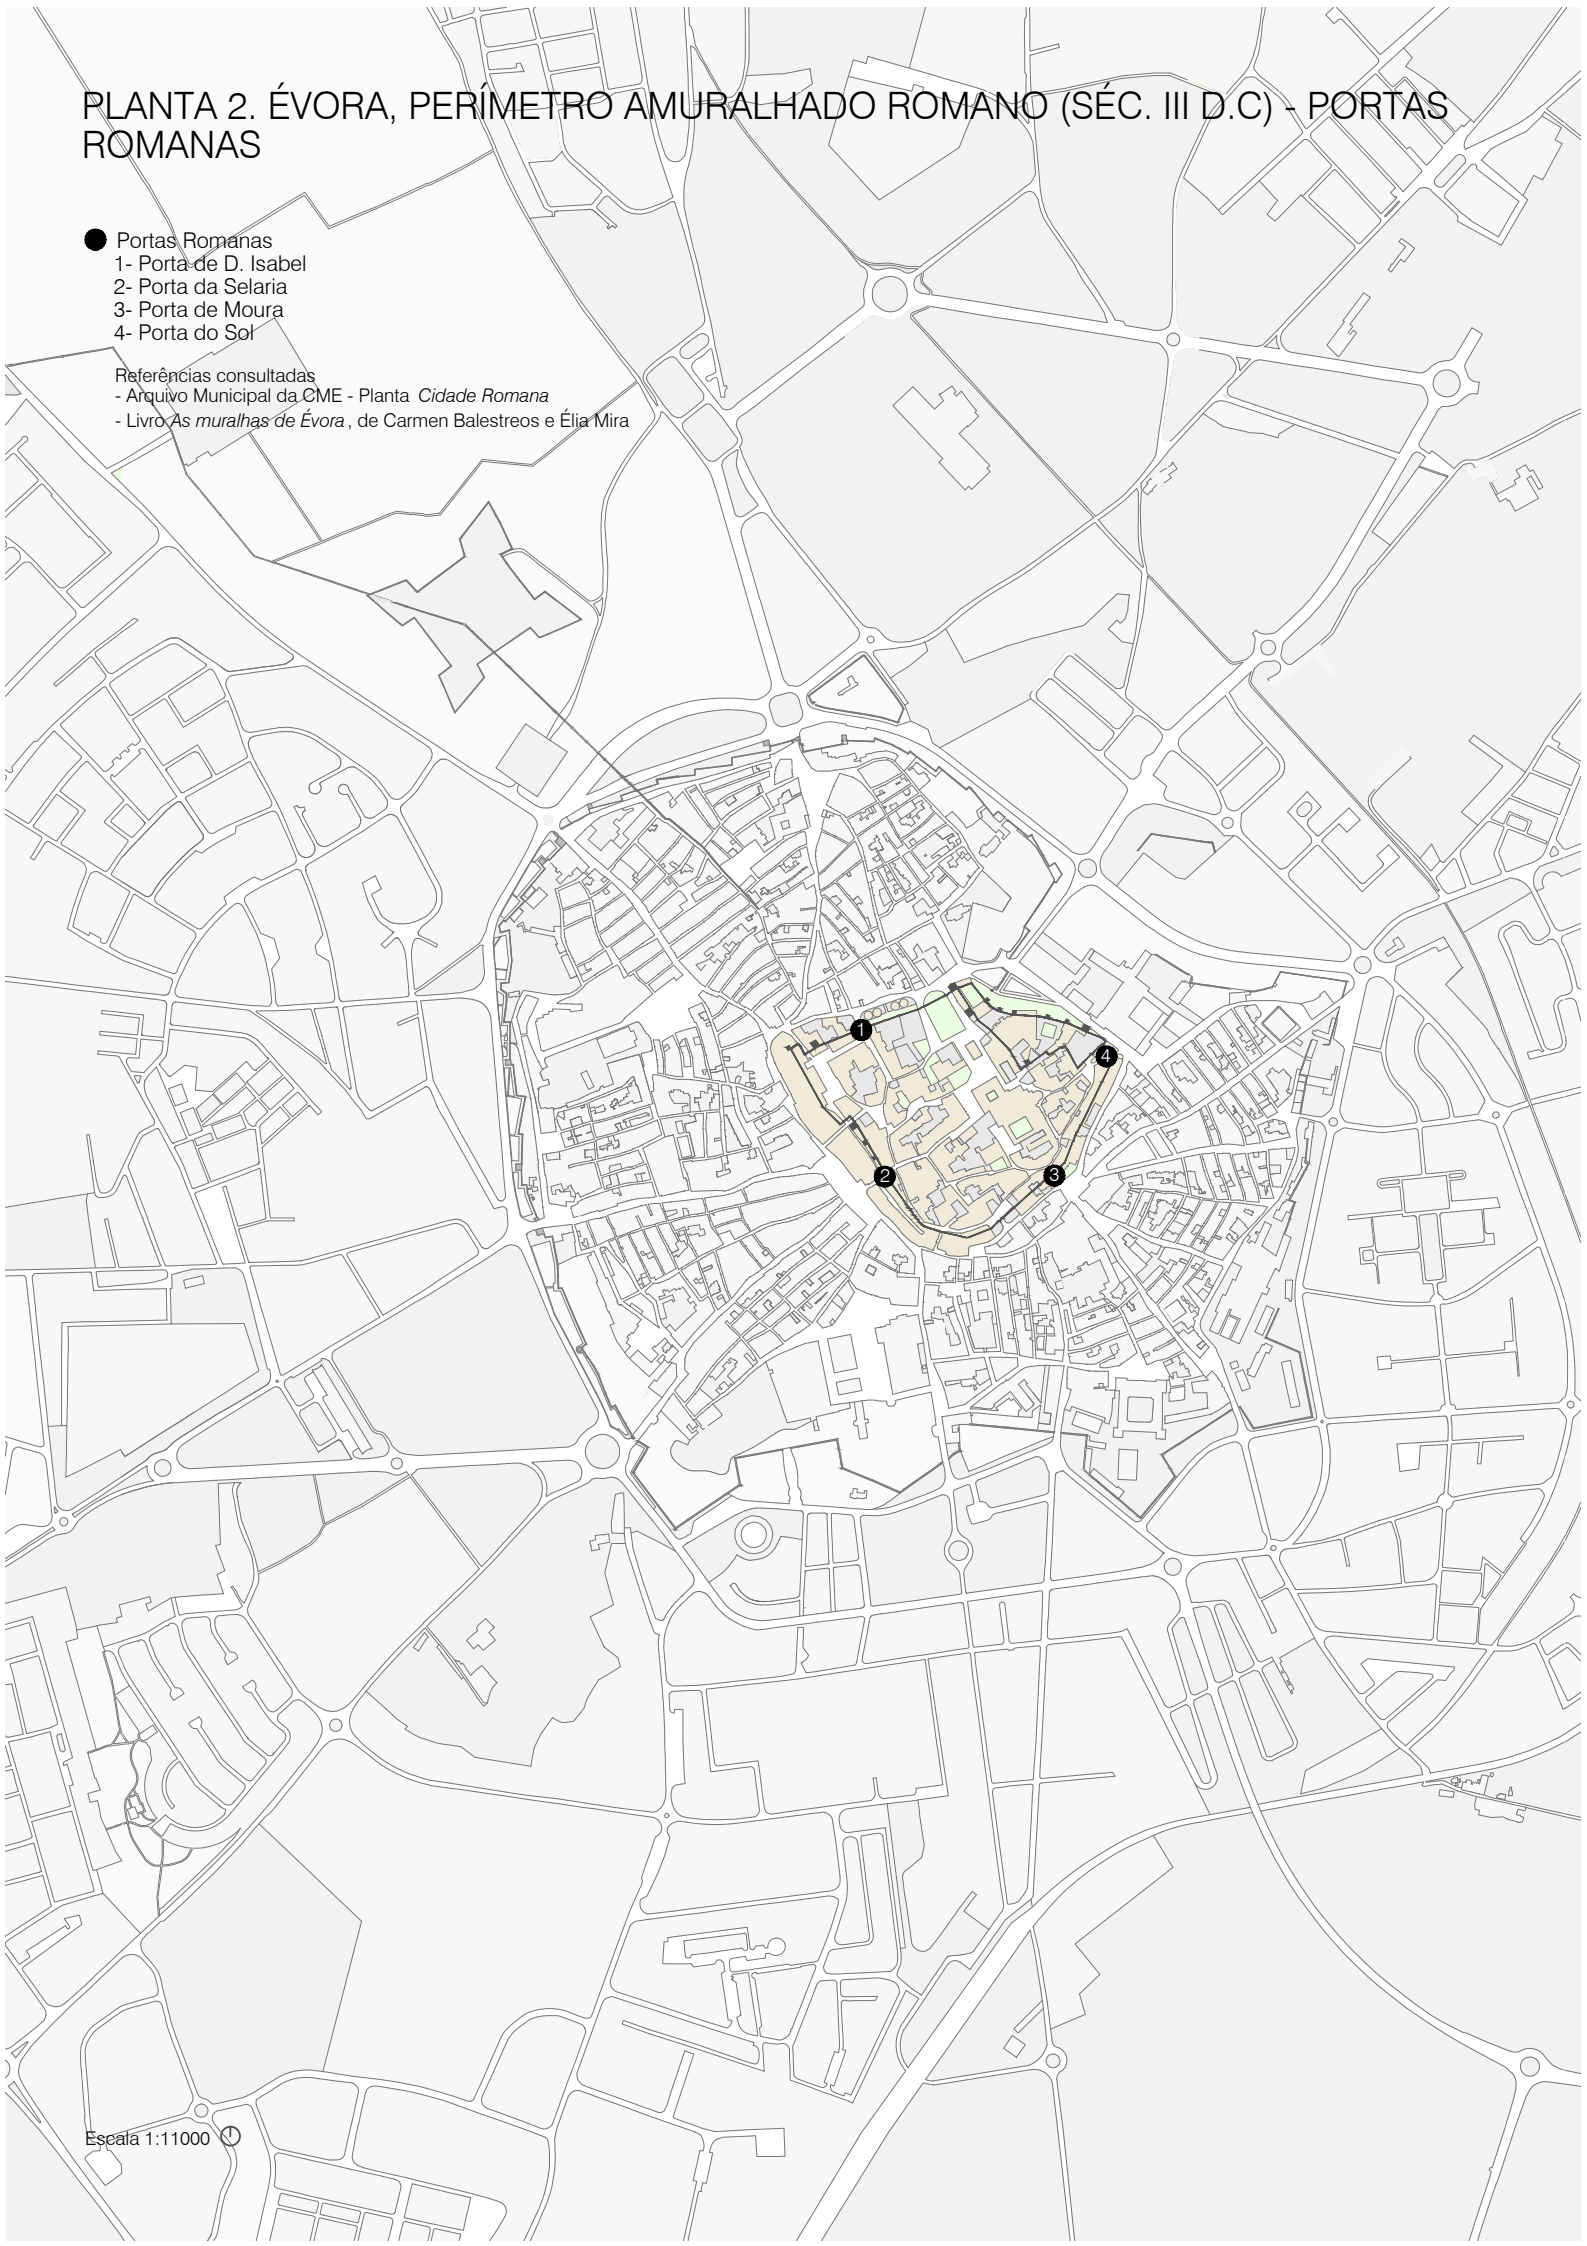 PLANTA 2. ÉVORA, PERÍMETRO AMURALHADO ROMANO (SÉC. III D.C) - PORTAS
ROMANAS
Portas Romanas
1- Porta de D. Isabel
2- Porta da Selaria
3- Porta de Moura
4- Porta do Sol
Referências consultadas
- Arquivo Municipal da CME - Planta Cidade Romana
- Livro As muralhas de Évora, de Carmen Balestreos e Élia Mira
1
4
2
3
Escala 1:11000